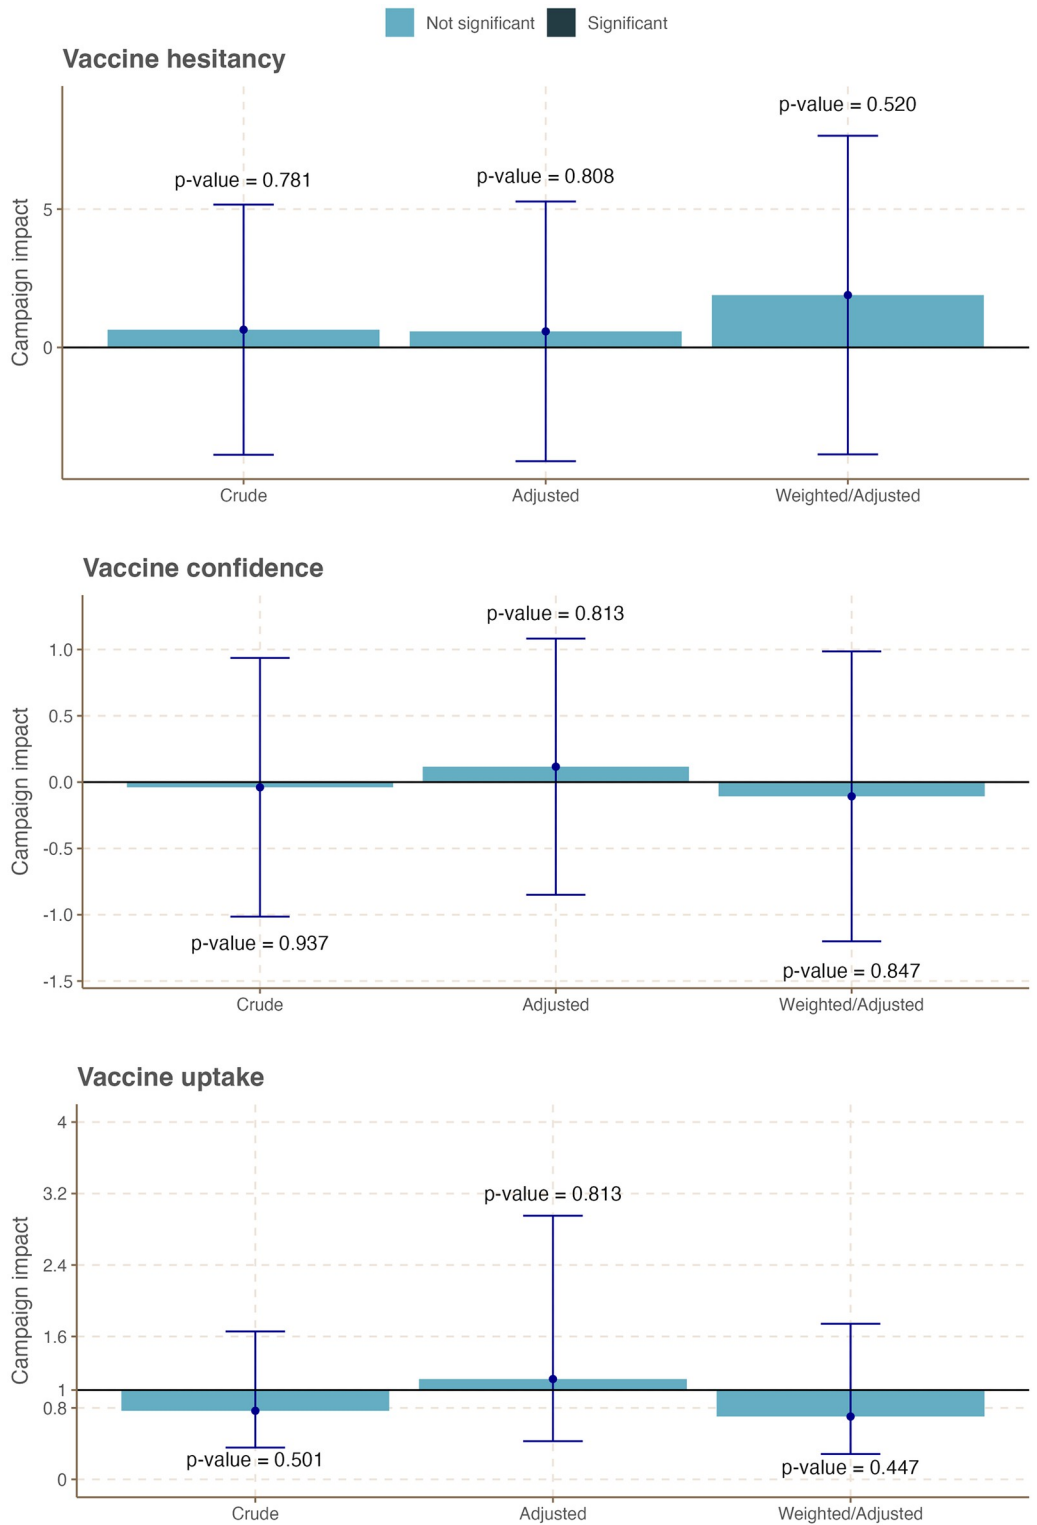 Not significant Significant
Vaccine hesitancy
p-value = 0.520
p-value = 0.781
p-value = 0.808
Campaign impact
5
0
Crude Adjusted Weighted/Adjusted
Vaccine confidence
p-value = 0.813
Campaign impact
1.0
0.5
0.0
-0.5
-1.0
-1.5
p-value = 0.937
p-value = 0.847
Crude Adjusted Weighted/Adjusted
Vaccine uptake
Campaign impact
4
3.2
2.4
1.6
1
0.8
0
p-value = 0.813
p-value = 0.501
p-value = 0.447
Crude Adjusted Weighted/Adjusted